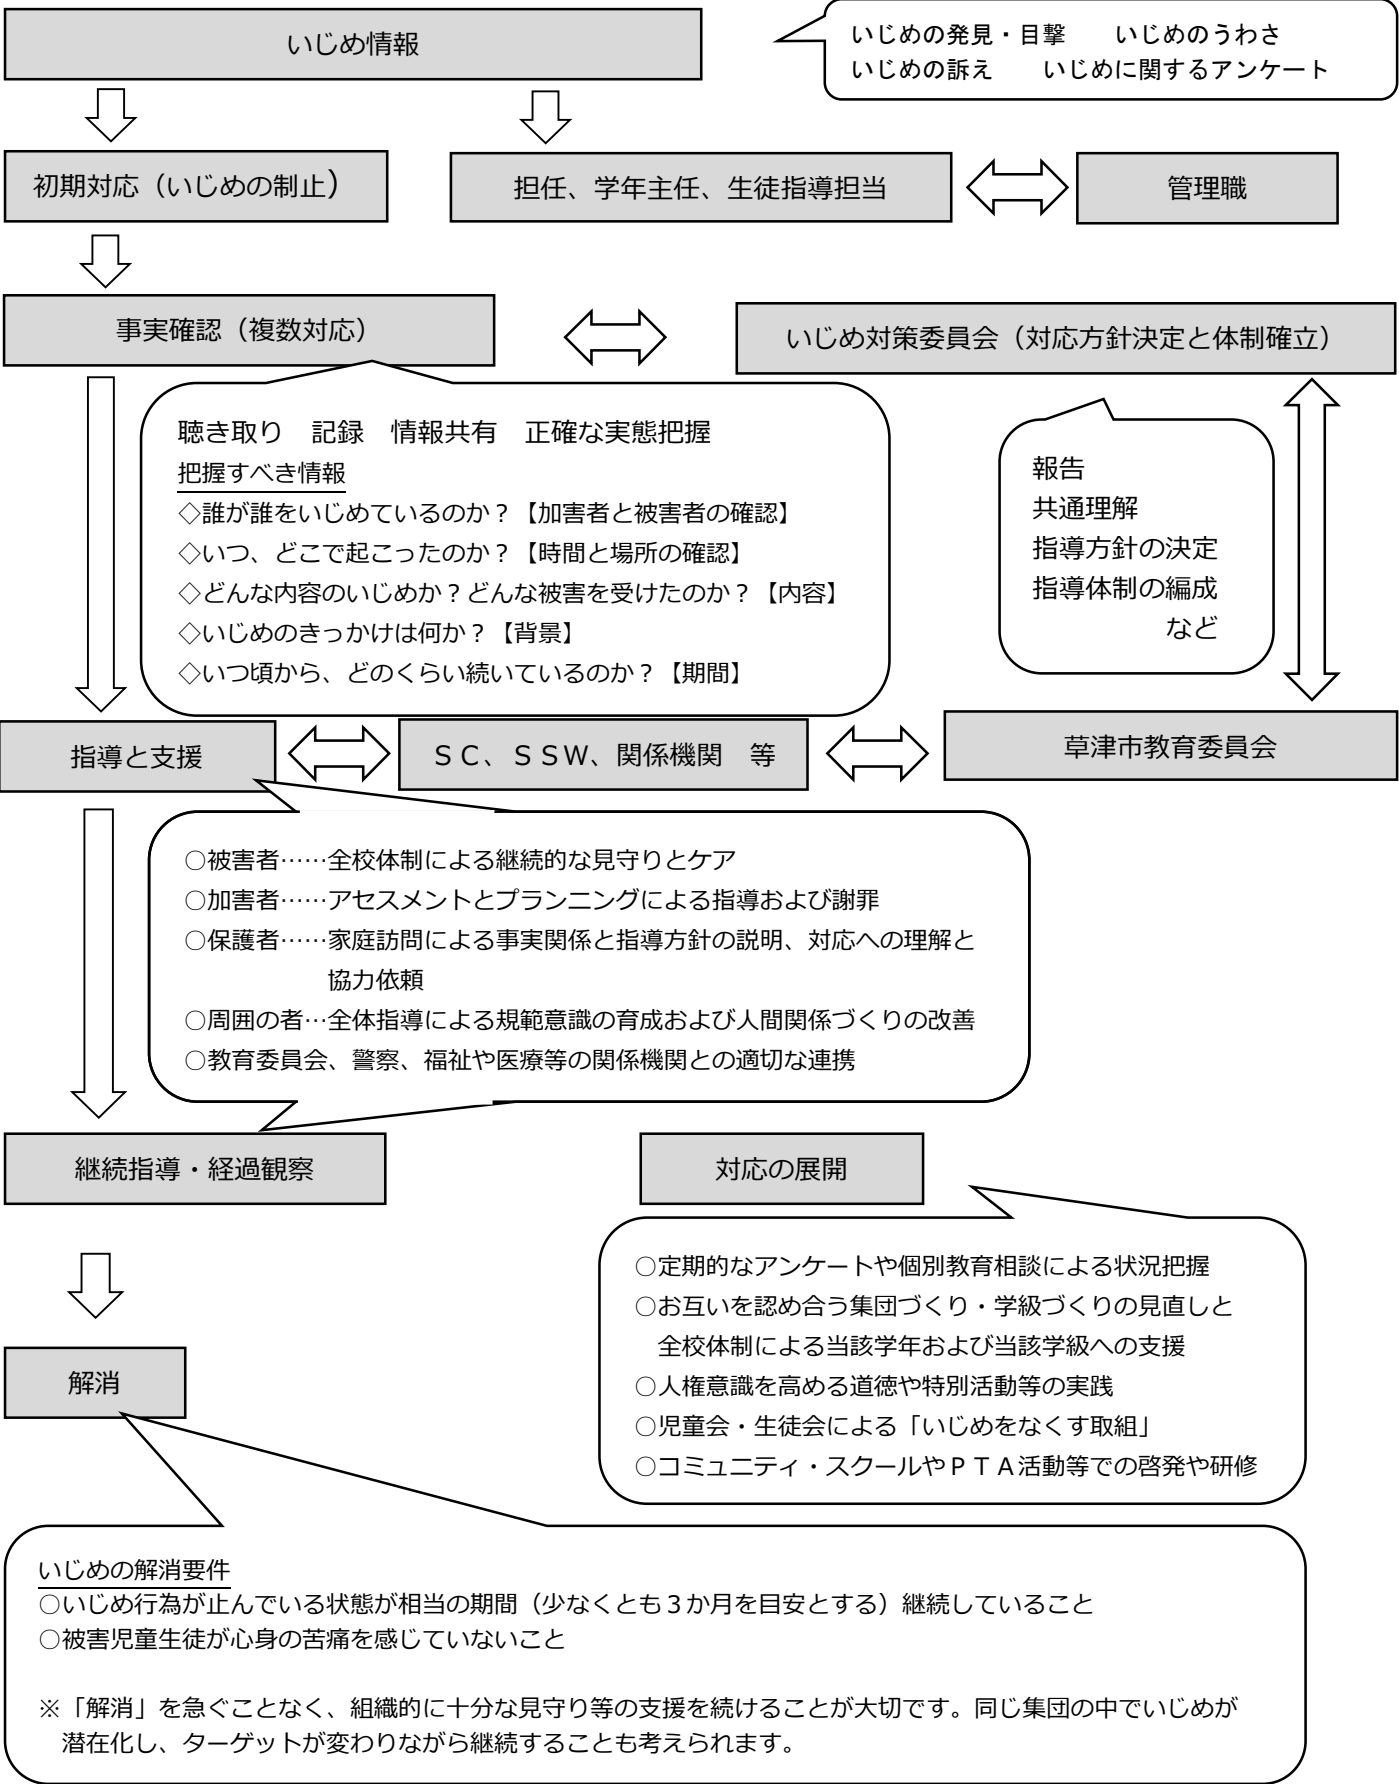 いじめ情報
いじめの発見・目撃　　いじめのうわさ
いじめの訴え　　いじめに関するアンケート
初期対応（いじめの制止）
担任、学年主任、生徒指導担当
管理職
事実確認（複数対応）
いじめ対策委員会（対応方針決定と体制確立）
聴き取り　記録　情報共有　正確な実態把握
把握すべき情報
◇誰が誰をいじめているのか？【加害者と被害者の確認】
◇いつ、どこで起こったのか？【時間と場所の確認】
◇どんな内容のいじめか？どんな被害を受けたのか？【内容】
◇いじめのきっかけは何か？【背景】
◇いつ頃から、どのくらい続いているのか？【期間】
報告
共通理解
指導方針の決定
指導体制の編成
など
指導と支援
ＳＣ、ＳＳＷ、関係機関　等
草津市教育委員会
○被害者……全校体制による継続的な見守りとケア
○加害者……アセスメントとプランニングによる指導および謝罪
○保護者……家庭訪問による事実関係と指導方針の説明、対応への理解と
協力依頼
○周囲の者…全体指導による規範意識の育成および人間関係づくりの改善
○教育委員会、警察、福祉や医療等の関係機関との適切な連携
継続指導・経過観察
対応の展開
○定期的なアンケートや個別教育相談による状況把握
○お互いを認め合う集団づくり・学級づくりの見直しと
全校体制による当該学年および当該学級への支援
○人権意識を高める道徳や特別活動等の実践
○児童会・生徒会による「いじめをなくす取組」
○コミュニティ・スクールやＰＴＡ活動等での啓発や研修
解消
いじめの解消要件
○いじめ行為が止んでいる状態が相当の期間（少なくとも３か月を目安とする）継続していること
○被害児童生徒が心身の苦痛を感じていないこと
※「解消」を急ぐことなく、組織的に十分な見守り等の支援を続けることが大切です。同じ集団の中でいじめが
潜在化し、ターゲットが変わりながら継続することも考えられます。